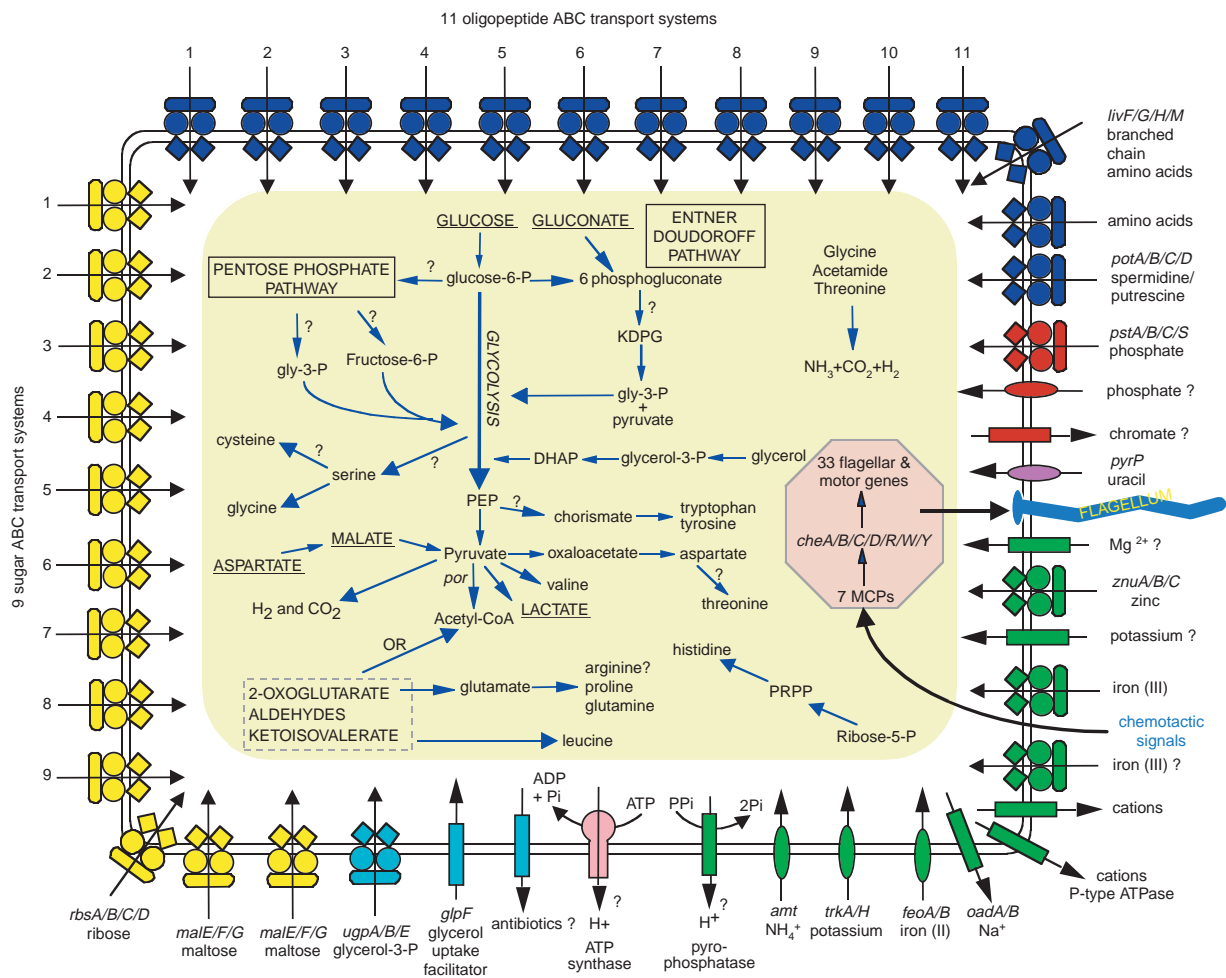 11 oligopeptide ABC transport systems
1 2 3 4 5 6 7 8 9 10 11
livF/G/H/M
branched
chain
amino acids
amino acids
potA/B/C/D
spermidine/
putrescine
pstA/B/C/S
phosphate
phosphate ?
chromate ?
pyrP
uracil
FLAGELLUM
Mg 2+ ?
znuA/B/C
zinc
potassium ?
iron (III)
chemotactic
signals
iron (III) ?
cations
cations
P-type ATPase
9 sugar ABC transport systems
1
2
3
4
5
6
7
8
9
GLUCOSE
GLUCONATE
ENTNER
DOUDOROFF
PATHWAY
PENTOSE PHOSPHATE
PATHWAY
?
glucose-6-P
6 phosphogluconate
Glycine
Acetamide
Threonine
NH₃+CO₂+H₂
?
?
?
KDPG
gly-3-P
Fructose-6-P
GLYCOLYSIS
gly-3-P
+
pyruvate
cysteine
?
serine
?
glycine
DHAP
glycerol-3-P
glycerol
33 flagellar &
motor genes
cheA/B/C/D/R/W/Y
7 MCPs
PEP
?
chorismate
tryptophan
tyrosine
ASPARTATE
MALATE
Pyruvate
oxaloacetate
aspartate
por
valine
?
threonine
H₂ and CO₂
Acetyl-CoA
LACTATE
OR
2-OXOGLUTARATE
ALDEHYDES
KETOISOVALERATE
glutamate
arginine?
proline
glutamine
leucine
histidine
PRPP
Ribose-5-P
ADP
+ Pi
ATP
PPi
2Pi
rbsA/B/C/D
ribose
malE/F/G
maltose
malE/F/G
maltose
ugpA/B/E
glycerol-3-P
glpF
glycerol
uptake
facilitator
antibiotics ?
?
H+
ATP
synthase
?
H⁺
pyro-
phosphatase
amt
NH₄⁺
trkA/H
potassium
feoA/B
iron (II)
oadA/B
Na⁺